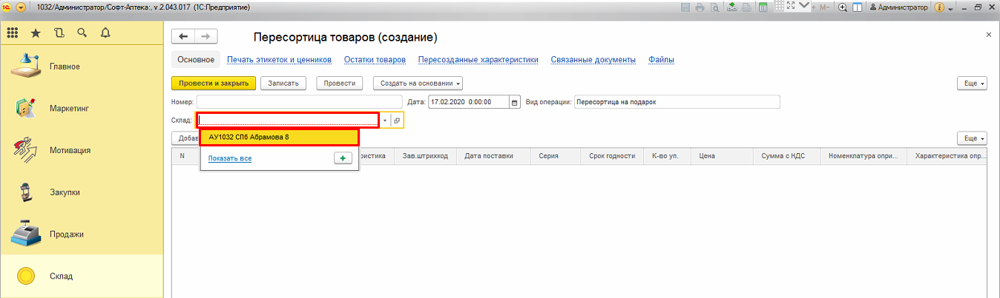 1032/Администратор/Софт-Аптека:, v.2.043.017 (1С:Предприятие)
M M- Администратор
Главное
Маркетинг
Мотивация
Закупки
Продажи
Склад
Пересортица товаров (создание)
Основное Печать этикеток и ценников Остатки товаров Пересозданные характеристики Связанные документы Файлы
Провести и закрыть Записать Провести Создать на основании Еще
Номер: Дата: 17.02.2020 0:00:00 Вид операции: Пересортица на подарок
Склад:
Добав Еще
АУ1032 СПб Абрамова 8
Показать все
N ристика Зав.штрихкод Дата поставки Серия Срок годности К-во уп. Цена Сумма с НДС Номенклатура опри... Характеристика опр...